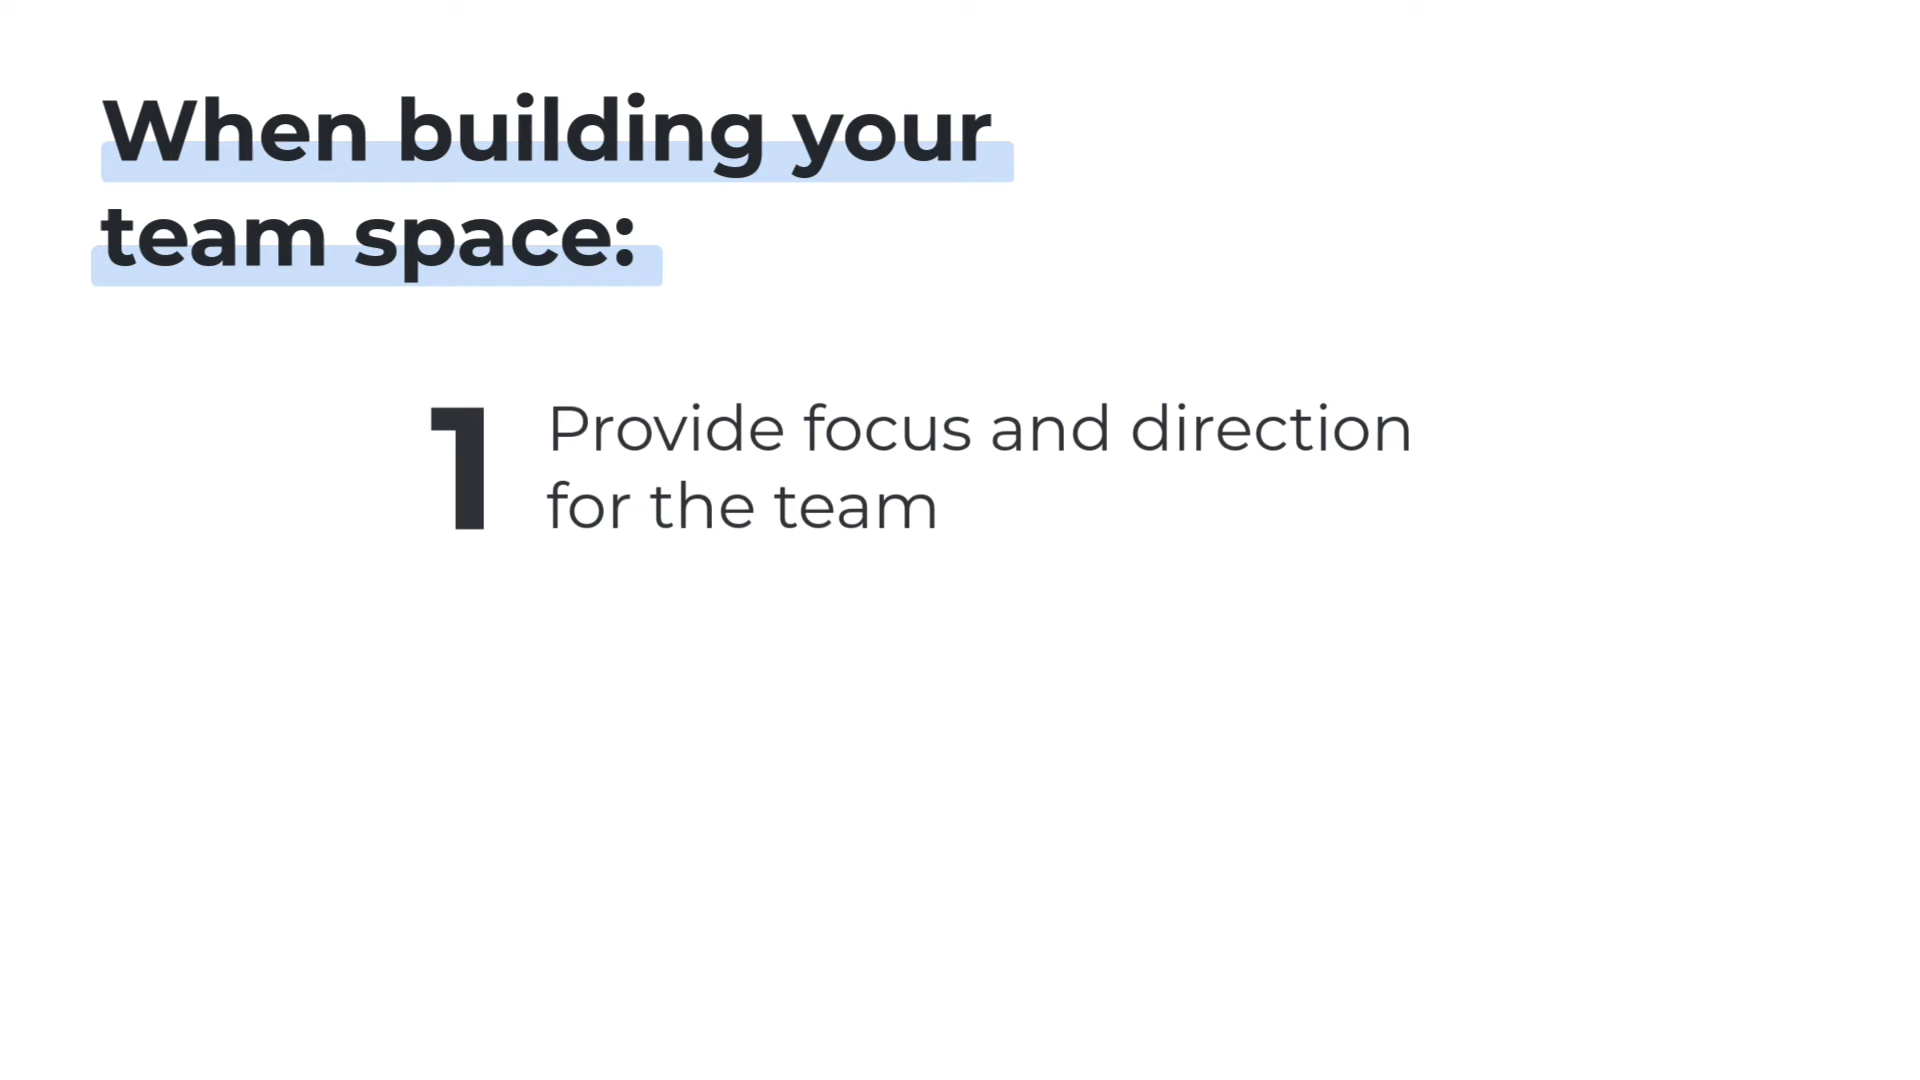 When building your
team space:
1 Provide focus and direction
for the team